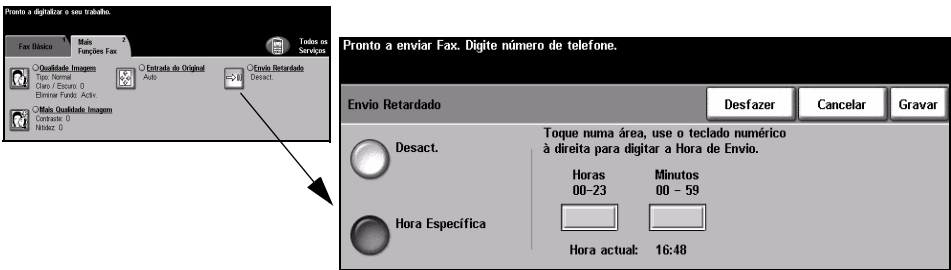 Pronto a digitalizar o seu trabalho.
Fax Básico 1
Mais Funções Fax 2
Todos os Serviços
Qualidade Imagem
Tipo: Normal
Claro / Escuro: 0
Eliminar Fundo: Activ.
Entrada do Original
Auto
Envio Retardado
Desact.
Mais Qualidade Imagem
Contraste: 0
Nitidez: 0
Pronto a enviar Fax. Digite número de telefone.
Envio Retardado
Desfazer
Cancelar
Gravar
Desact.
Hora Específica
Toque numa área, use o teclado numérico
à direita para digitar a Hora de Envio.
Horas
00-23
Minutos
00 - 59
Hora actual: 16:48